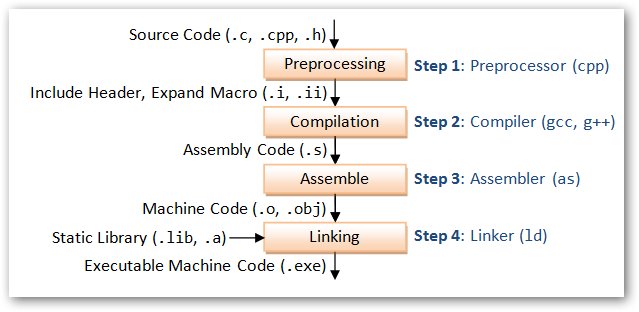 Source Code (.c, .cpp, .h)
Preprocessing
Step 1: Preprocessor (cpp)
Include Header, Expand Macro (.i, .ii)
Compilation
Step 2: Compiler (gcc, g++)
Assembly Code (.s)
Assemble
Step 3: Assembler (as)
Machine Code (.o, .obj)
Static Library (.lib, .a)
Linking
Step 4: Linker (ld)
Executable Machine Code (.exe)